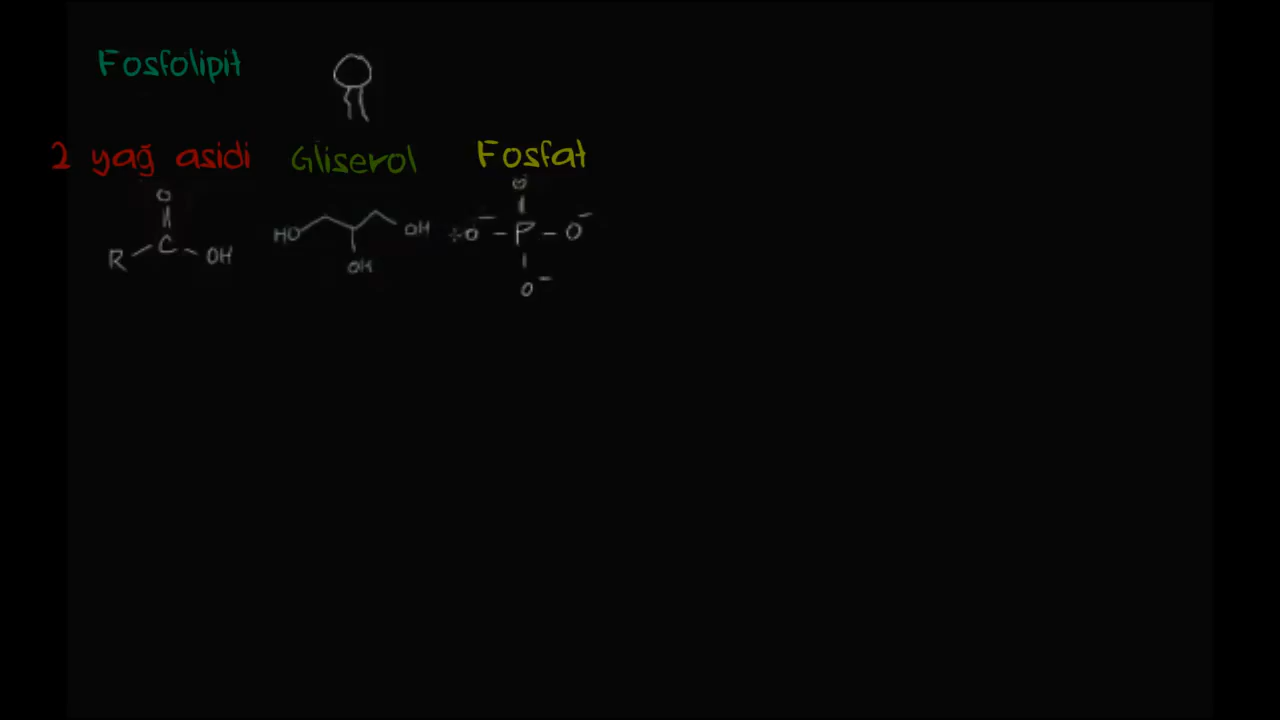 Fosfolipit
2 yağ asidi Gliserol Fosfat
O
R C OH
HO OH
OH
O
O⁻ P O⁻
O⁻